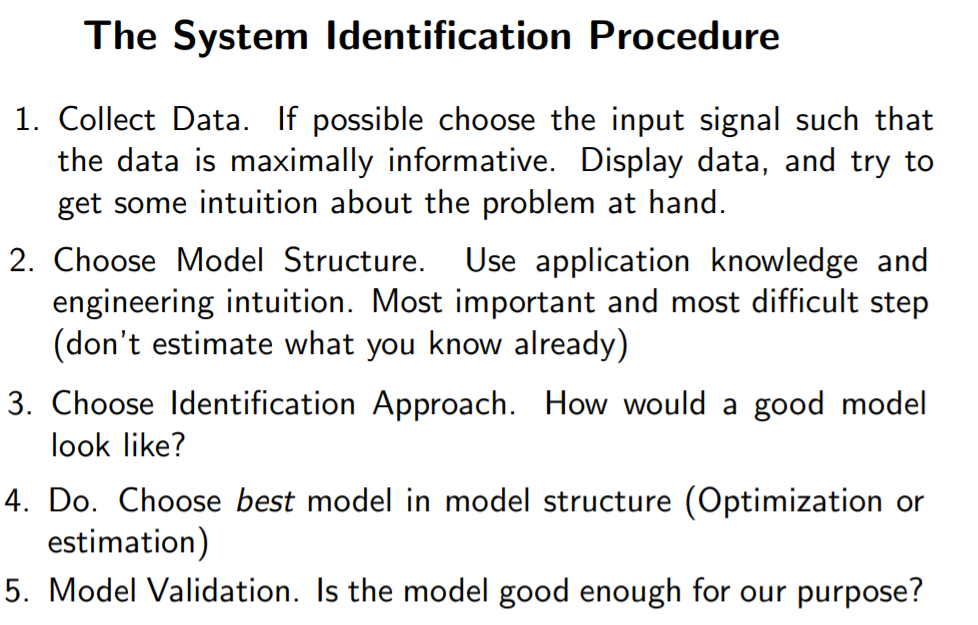 The System Identification Procedure
1. Collect Data. If possible choose the input signal such that
the data is maximally informative. Display data, and try to
get some intuition about the problem at hand.
2. Choose Model Structure. Use application knowledge and
engineering intuition. Most important and most difficult step
(don't estimate what you know already)
3. Choose Identification Approach. How would a good model
look like?
4. Do. Choose best model in model structure (Optimization or
estimation)
5. Model Validation. Is the model good enough for our purpose?